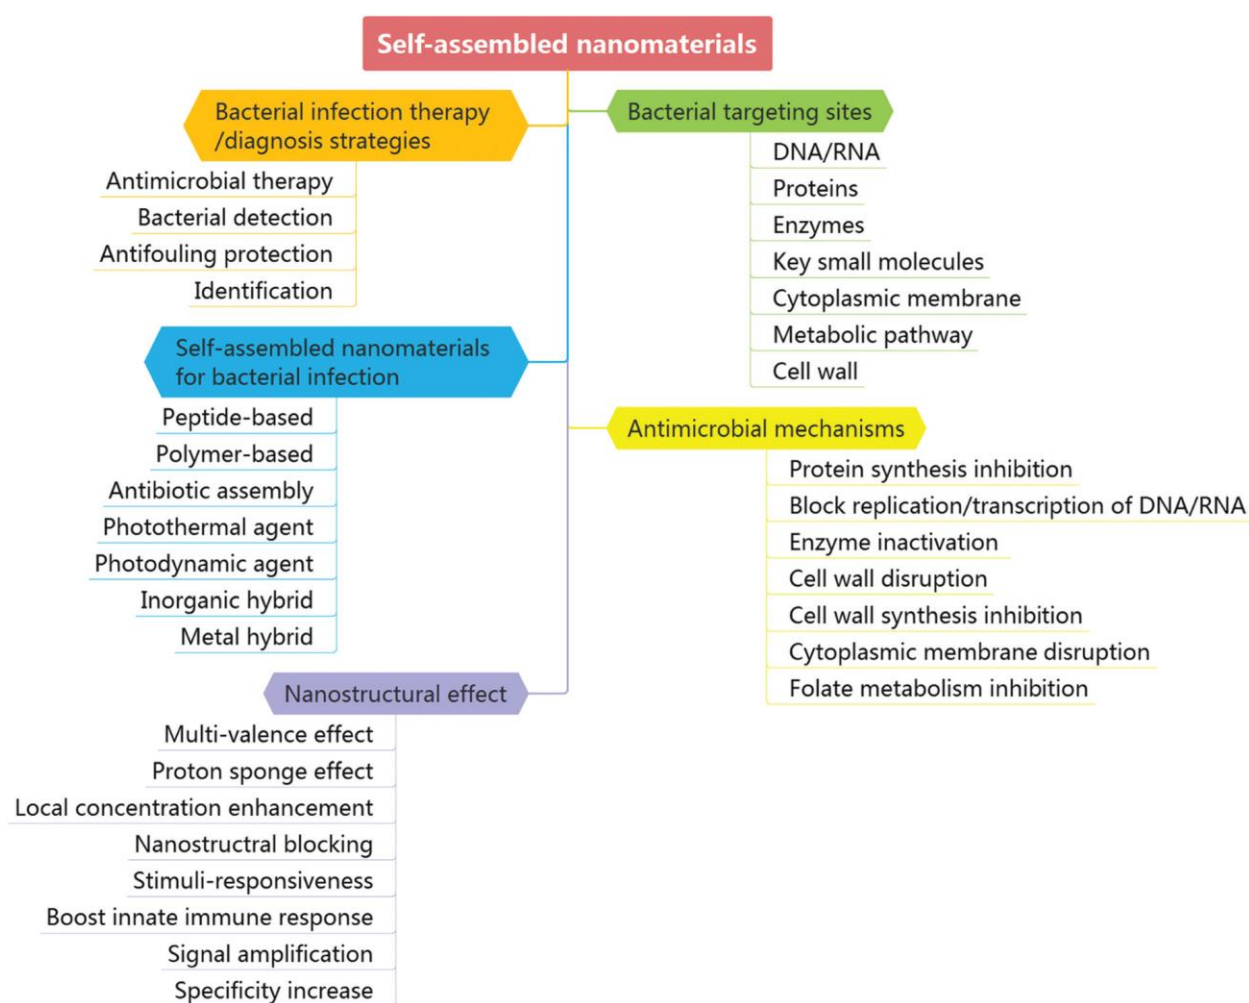 Self-assembled nanomaterials
Bacterial infection therapy
/diagnosis strategies
Antimicrobial therapy
Bacterial detection
Antifouling protection
Identification
Self-assembled nanomaterials
for bacterial infection
Peptide-based
Polymer-based
Antibiotic assembly
Photothermal agent
Photodynamic agent
Inorganic hybrid
Metal hybrid
Nanostructural effect
Multi-valence effect
Proton sponge effect
Local concentration enhancement
Nanostructral blocking
Stimuli-responsiveness
Boost innate immune response
Signal amplification
Specificity increase
Bacterial targeting sites
DNA/RNA
Proteins
Enzymes
Key small molecules
Cytoplasmic membrane
Metabolic pathway
Cell wall
Antimicrobial mechanisms
Protein synthesis inhibition
Block replication/transcription of DNA/RNA
Enzyme inactivation
Cell wall disruption
Cell wall synthesis inhibition
Cytoplasmic membrane disruption
Folate metabolism inhibition